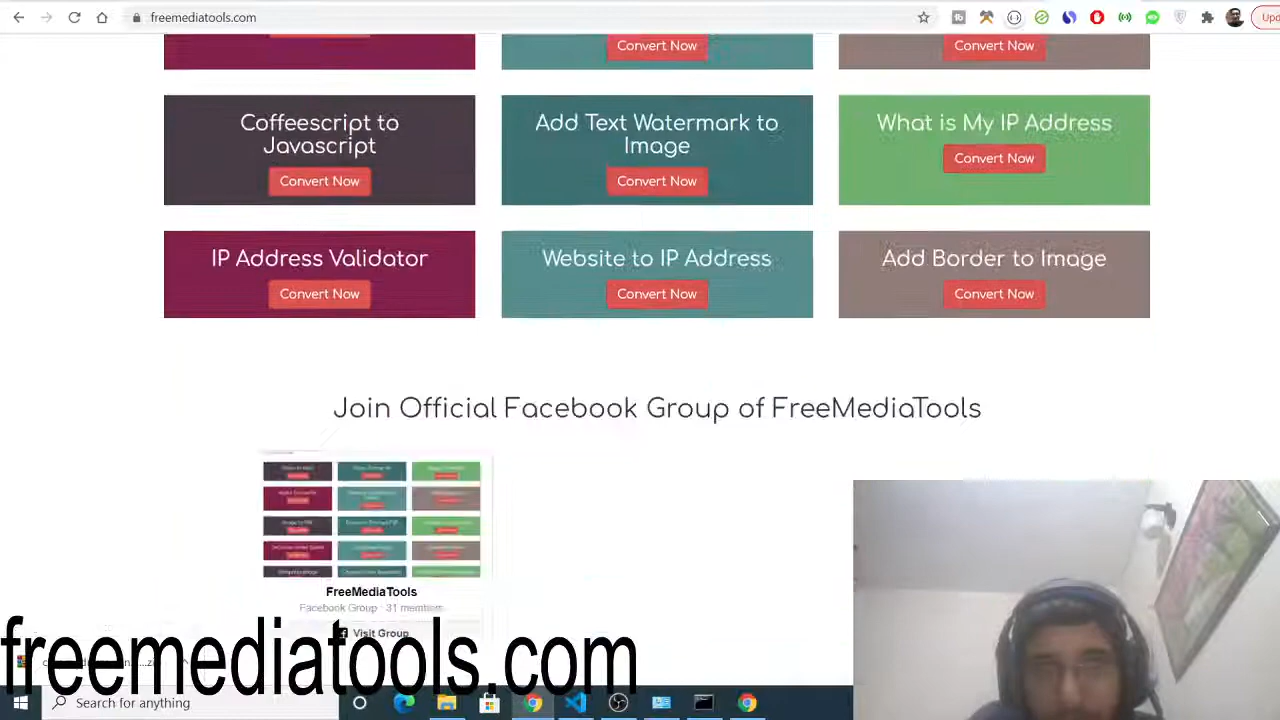 freemediatools.com
Upd
Convert Now
Convert Now
Coffeescript to
Javascript
Convert Now
Add Text Watermark to
Image
Convert Now
What is My IP Address
Convert Now
IP Address Validator
Convert Now
Website to IP Address
Convert Now
Add Border to Image
Convert Now
Join Official Facebook Group of FreeMediaTools
FreeMediaTools
Facebook Group · 31 members
Visit Group
freemediatools.com
Search for anything